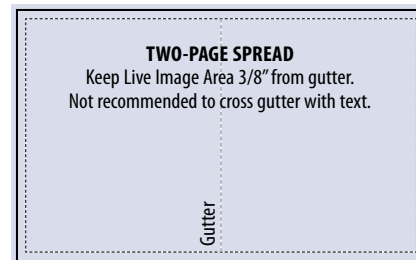 TWO-PAGE SPREAD
Keep Live Image Area 3/8” from gutter.
Not recommended to cross gutter with text.
Gutter